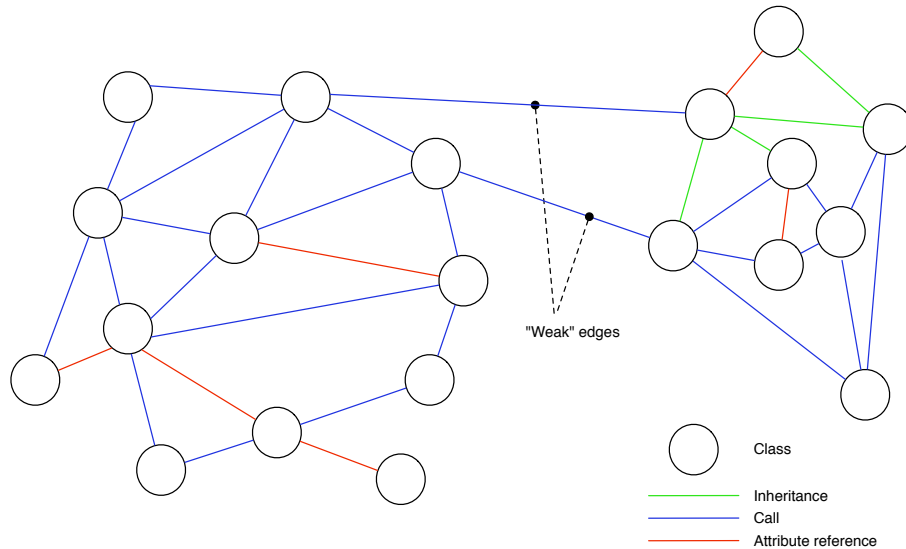 "Weak" edges
Class
Inheritance
Call
Attribute reference